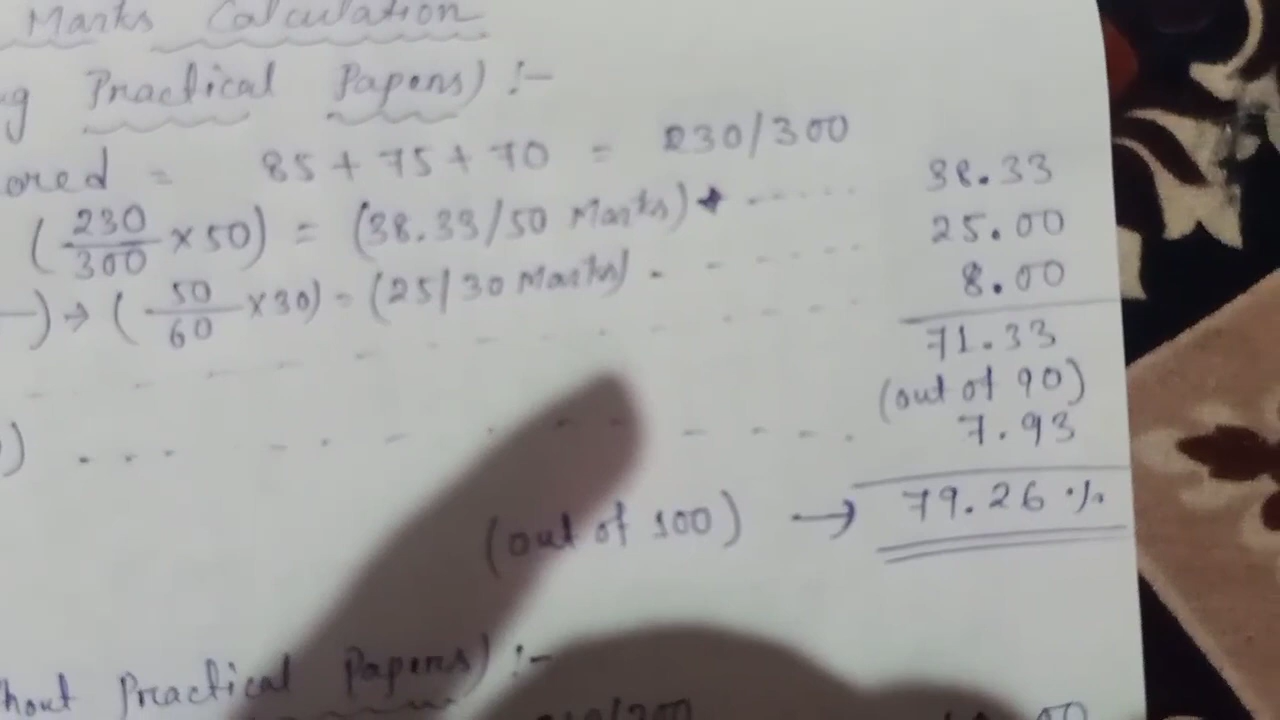 Marks Calculation
Practical Papers) :-
ored = 85 + 75 + 70 = 230/300
(230/300 × 50) = (38.33/50 Marks) 38.33
) → (50/60 × 30) = (25/30 Marks) 25.00
8.00
71.33
(out of 90)
) 7.93
(out of 100) → 79.26 %
hout Practical Papers) :-